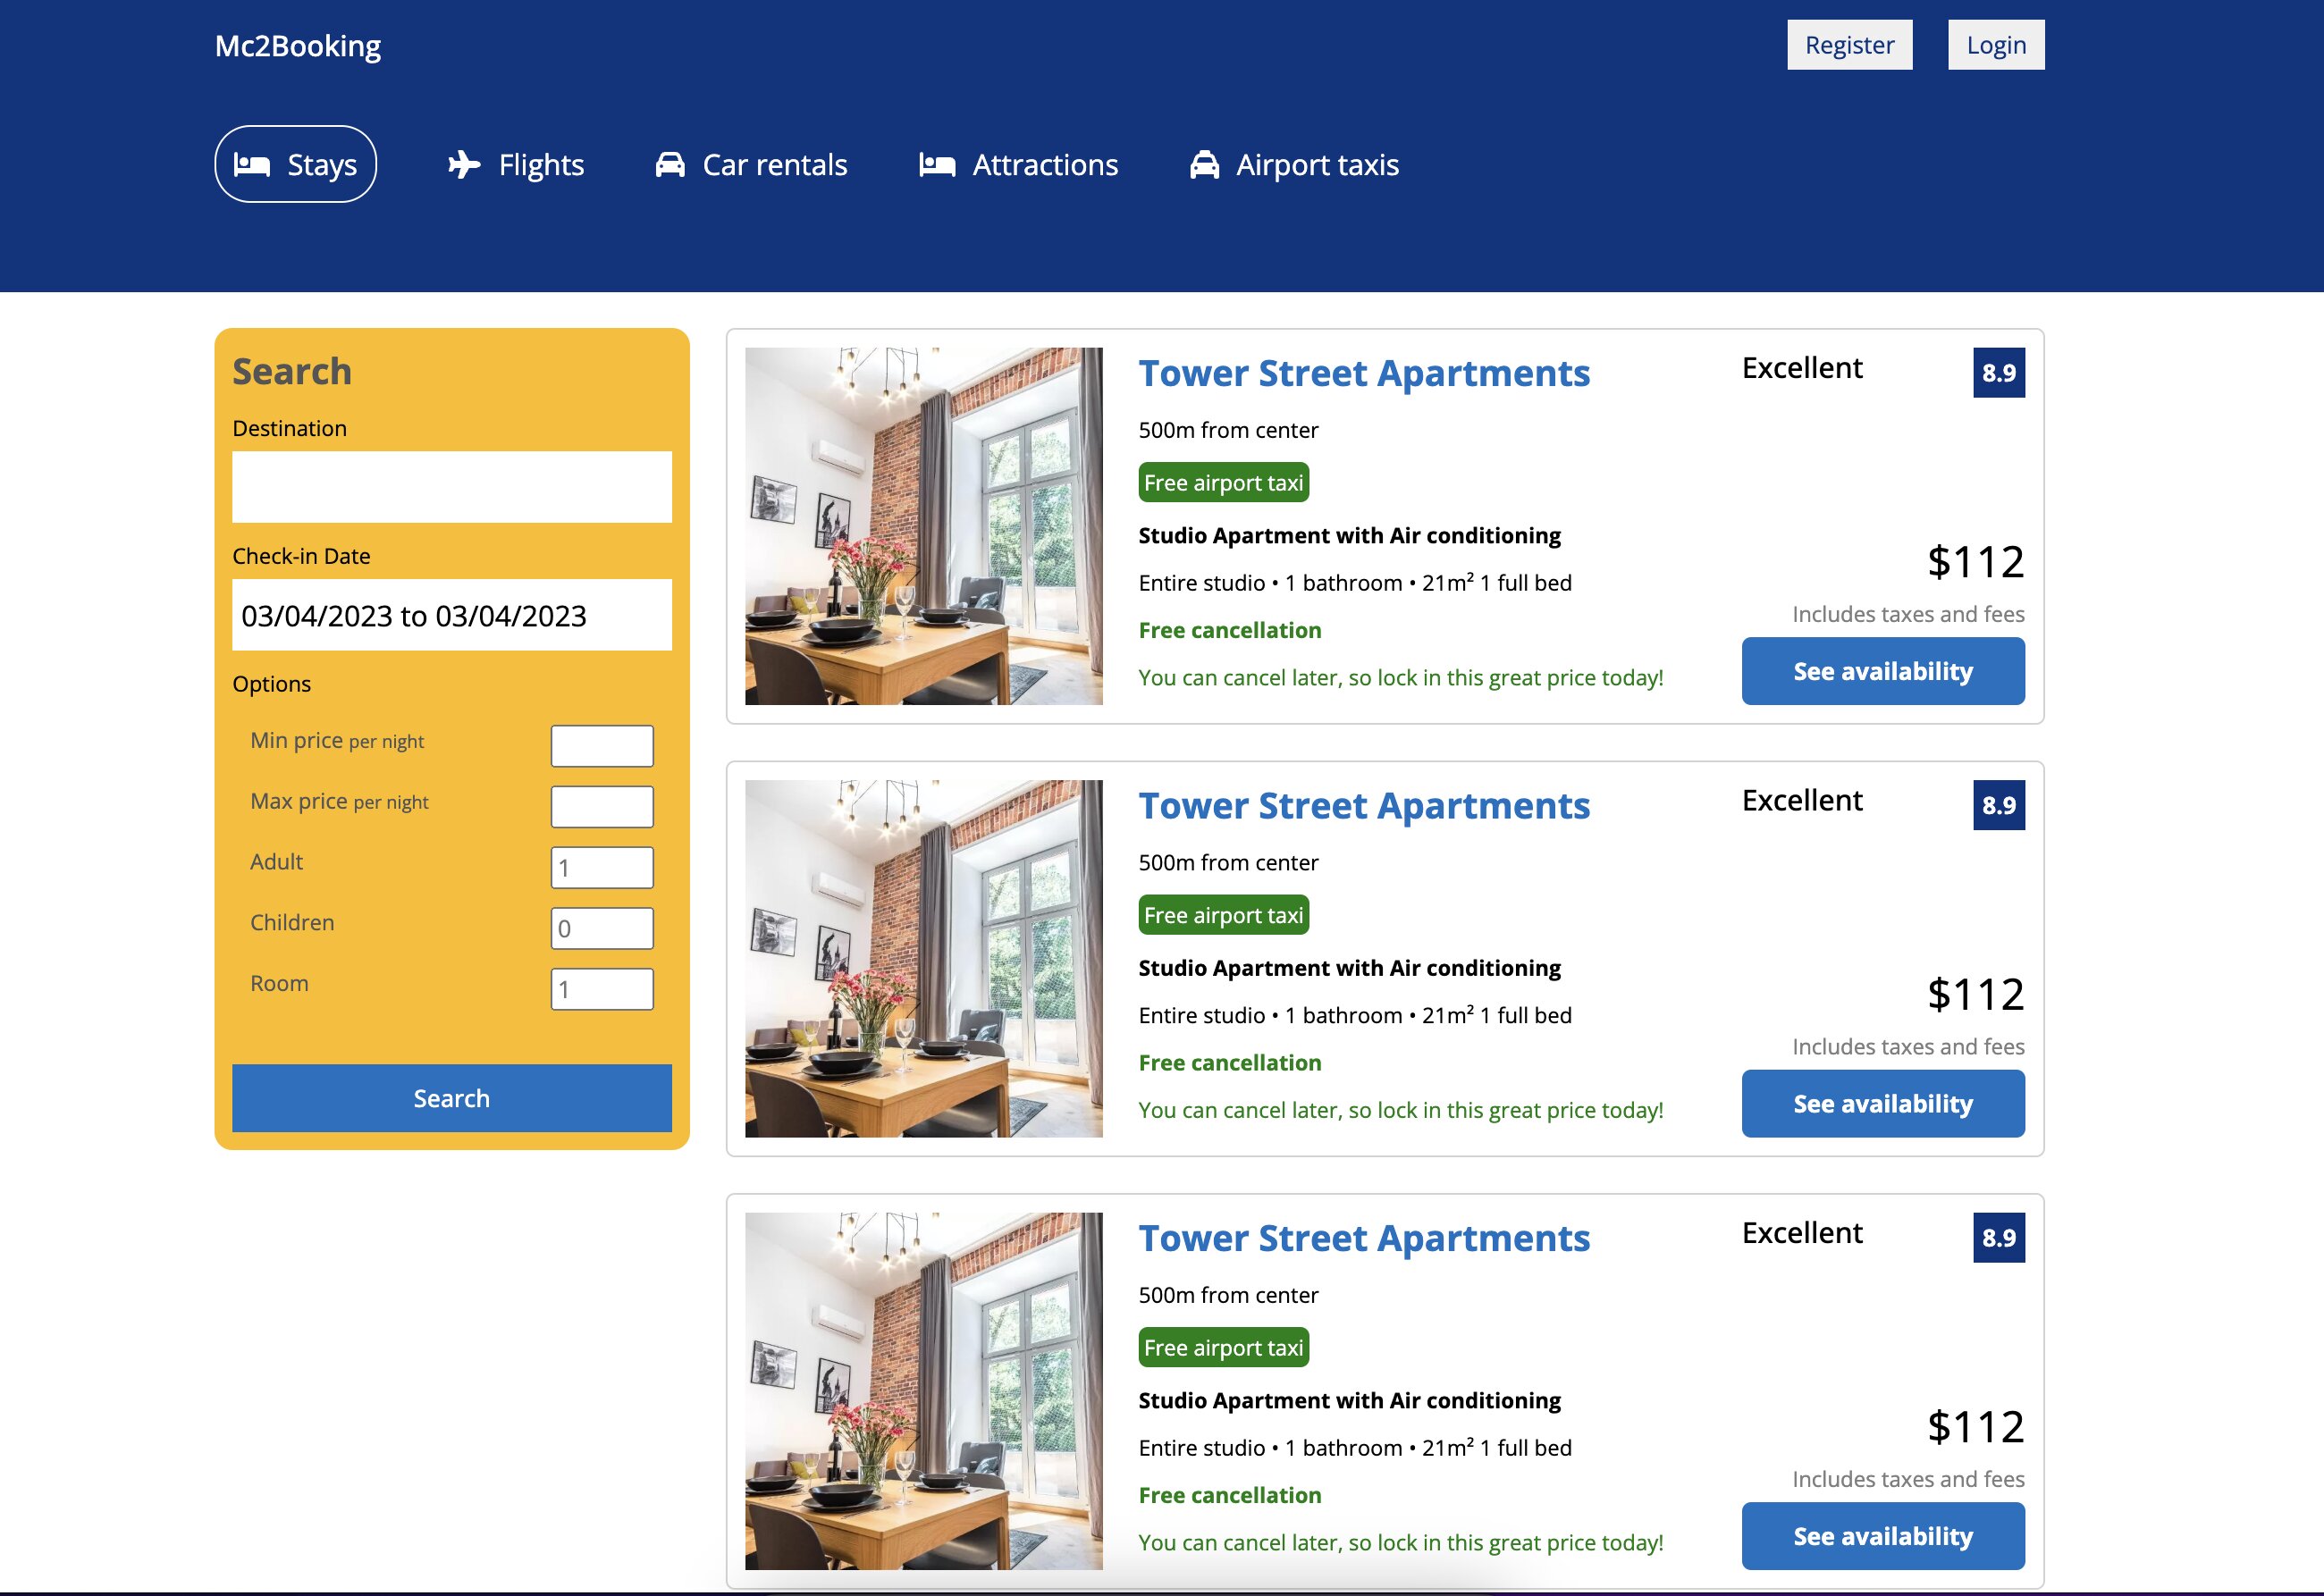 Mc2Booking
Register
Login
Stays
Flights
Car rentals
Attractions
Airport taxis
Search
Destination
Check-in Date
03/04/2023 to 03/04/2023
Options
Min price per night
Max price per night
Adult
1
Children
0
Room
1
Search
Tower Street Apartments
Excellent
8.9
500m from center
Free airport taxi
Studio Apartment with Air conditioning
Entire studio • 1 bathroom • 21m² 1 full bed
Free cancellation
You can cancel later, so lock in this great price today!
$112
Includes taxes and fees
See availability
Tower Street Apartments
Excellent
8.9
500m from center
Free airport taxi
Studio Apartment with Air conditioning
Entire studio • 1 bathroom • 21m² 1 full bed
Free cancellation
You can cancel later, so lock in this great price today!
$112
Includes taxes and fees
See availability
Tower Street Apartments
Excellent
8.9
500m from center
Free airport taxi
Studio Apartment with Air conditioning
Entire studio • 1 bathroom • 21m² 1 full bed
Free cancellation
You can cancel later, so lock in this great price today!
$112
Includes taxes and fees
See availability